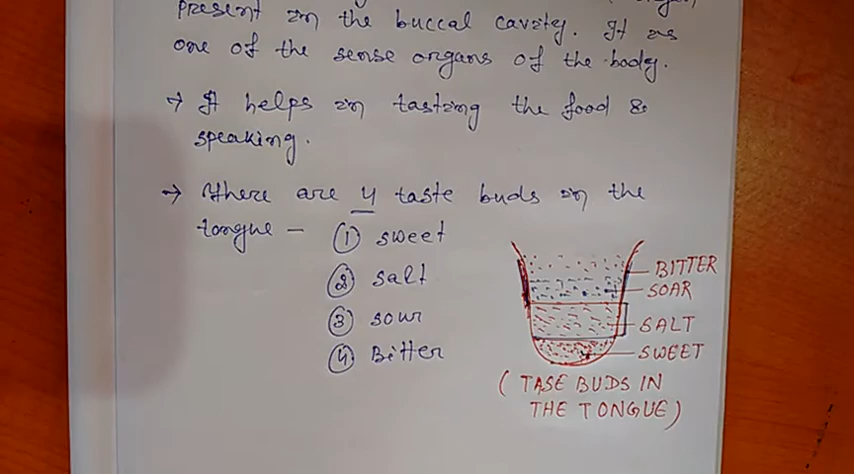 present in the buccal cavity. It is
one of the sense organs of the body.
→ It helps in tasting the food &
speaking.
→ There are 4 taste buds in the
tongue — ① sweet
② salt
③ sour
④ Bitter
BITTER
SOAR
SALT
SWEET
( TASE BUDS IN
THE TONGUE )